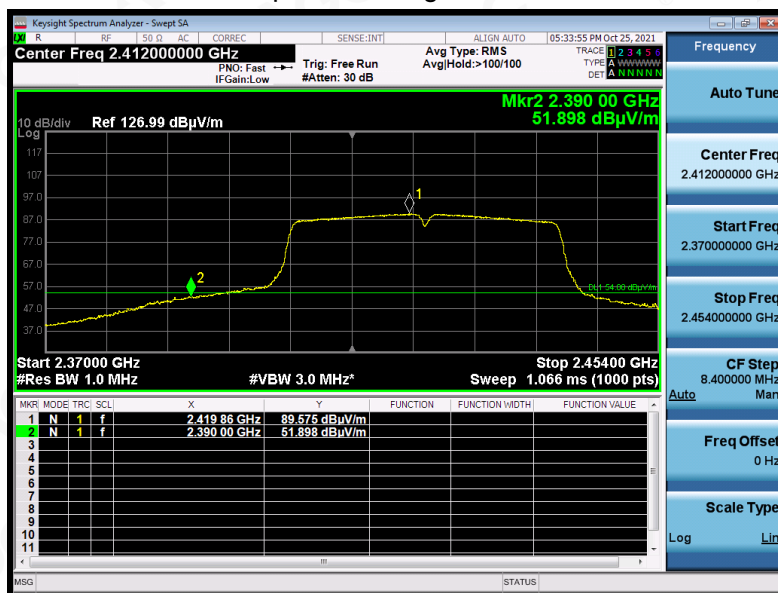 Keysight Spectrum Analyzer - Swept SA
LXI R RF 50 Ω AC CORREC SENSE:INT ALIGN AUTO 05:33:55 PM Oct 25, 2021
Center Freq 2.412000000 GHz
PNO: Fast
IFGain:Low
Trig: Free Run
#Atten: 30 dB
Avg Type: RMS
Avg|Hold:>100/100
TRACE 1 2 3 4 5 6
TYPE A WWWWW
DET A N N N N N
Mkr2 2.390 00 GHz
51.898 dBµV/m
10 dB/div Ref 126.99 dBµV/m
Log
117
107
97.0
87.0
77.0
67.0
57.0
47.0
37.0
1
2
DL1 54.00 dBµV/m
Start 2.37000 GHz Stop 2.45400 GHz
#Res BW 1.0 MHz #VBW 3.0 MHz* Sweep 1.066 ms (1000 pts)
MKR MODE TRC SCL X Y FUNCTION FUNCTION WIDTH FUNCTION VALUE
1 N 1 f 2.419 86 GHz 89.575 dBµV/m
2 N 1 f 2.390 00 GHz 51.898 dBµV/m
3
4
5
6
7
8
9
10
11
MSG STATUS
Frequency
Auto Tune
Center Freq
2.412000000 GHz
Start Freq
2.370000000 GHz
Stop Freq
2.454000000 GHz
CF Step
8.400000 MHz
Auto Man
Freq Offset
0 Hz
Scale Type
Log Lin